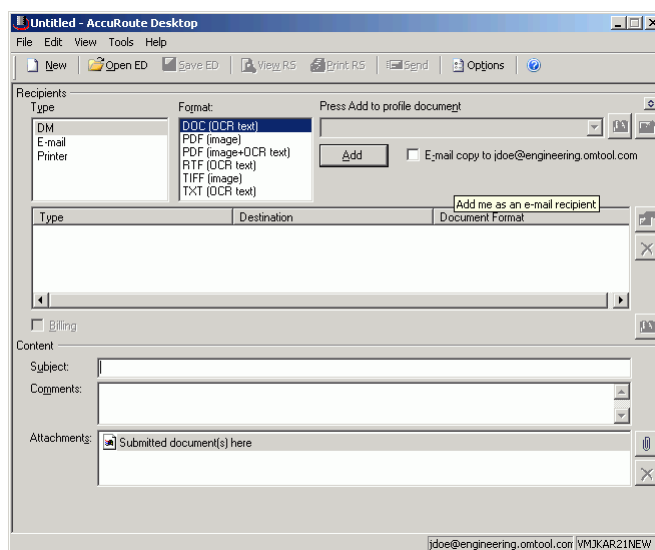 Untitled - AccuRoute Desktop
File Edit View Tools Help
New Open ED Save ED View RS Print RS Send Options
Recipients
Type Format: Press Add to profile document
DM
E-mail
Printer
DOC (OCR text)
PDF (image)
PDF (image+OCR text)
RTF (OCR text)
TIFF (image)
TXT (OCR text)
Add E-mail copy to jdoe@engineering.omtool.com
Add me as an e-mail recipient
Type Destination Document Format
Billing
Content
Subject:
Comments:
Attachments: Submitted document(s) here
jdoe@engineering.omtool.com VMJKAR21NEW